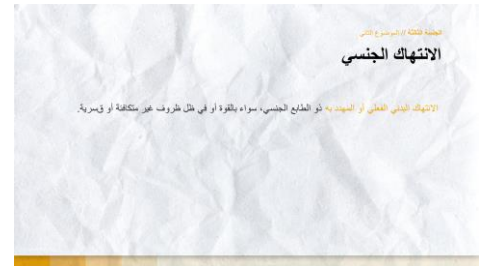 الجلسة الثالثة // الموضوع الثاني
الانتهاك الجنسي
الانتهاك البدني الفعلي أو المهدد به ذو الطابع الجنسي، سواء بالقوة أو في ظل ظروف غير متكافئة أو قسرية.